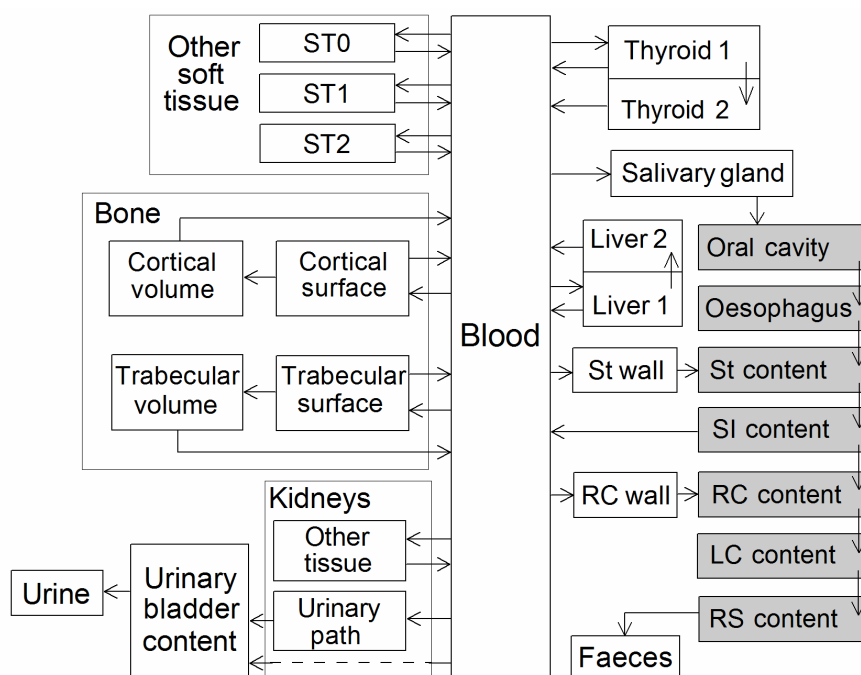 Other
soft
tissue
ST0
ST1
ST2
Bone
Cortical
volume
Cortical
surface
Trabecular
volume
Trabecular
surface
Kidneys
Other
tissue
Urinary
path
Urinary
bladder
content
Urine
Blood
Thyroid 1
Thyroid 2
Salivary gland
Liver 2
Liver 1
Oral cavity
Oesophagus
St wall
St content
SI content
RC wall
RC content
LC content
RS content
Faeces